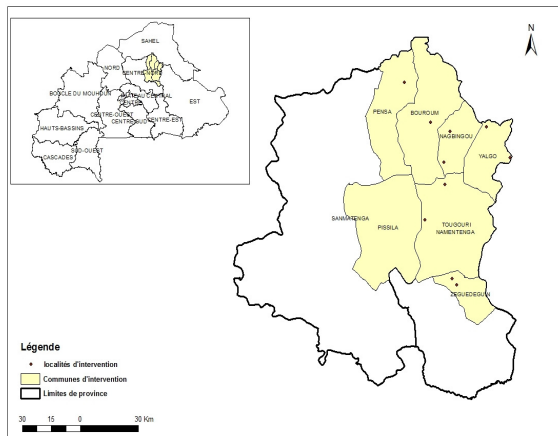 SAHEL
NORD
CENTRE-NORD
BOUCLE DU MOUHOUN
PLATEAU CENTRAL
CENTRE
EST
CENTRE-OUEST
CENTRE-SUD
CENTRE-EST
HAUTS-BASSINS
SUD-OUEST
CASCADES
N
PENSA
BOUROUM
NAGBINGOU
YALGO
SANMATENGA
PISSILA
TOUGOURI
NAMENTENGA
ZEGUEDEGUIN
Légende
localités d'intervention
Communes d'intervention
Limites de province
30 15 0 30 Km